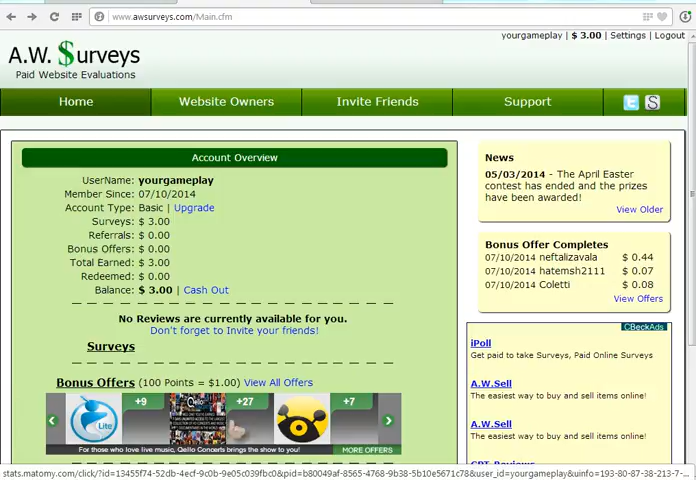 www.awsurveys.com/Main.cfm
yourgameplay | $ 3.00 | Settings | Logout
A.W. $urveys
Paid Website Evaluations
Home
Website Owners
Invite Friends
Support
Account Overview
UserName: yourgameplay
Member Since: 07/10/2014
Account Type: Basic | Upgrade
Surveys: $ 3.00
Referrals: $ 0.00
Bonus Offers: $ 0.00
Total Earned: $ 3.00
Redeemed: $ 0.00
Balance: $ 3.00 | Cash Out
No Reviews are currently available for you.
Don't forget to Invite your friends!
Surveys
Bonus Offers (100 Points = $1.00) View All Offers
Lite
+9
Qello
+27
+7
For those who love live music, Qello Concerts brings the show to you!
MORE OFFERS
News
05/03/2014 - The April Easter
contest has ended and the prizes
have been awarded!
View Older
Bonus Offer Completes
07/10/2014 neftalizavala $ 0.44
07/10/2014 hatemsh2111 $ 0.07
07/10/2014 Coletti $ 0.08
View Offers
CBeckAds
iPoll
Get paid to take Surveys, Paid Online Surveys
A.W.Sell
The easiest way to buy and sell items online!
A.W.Sell
The easiest way to buy and sell items online!
CPT Reviews